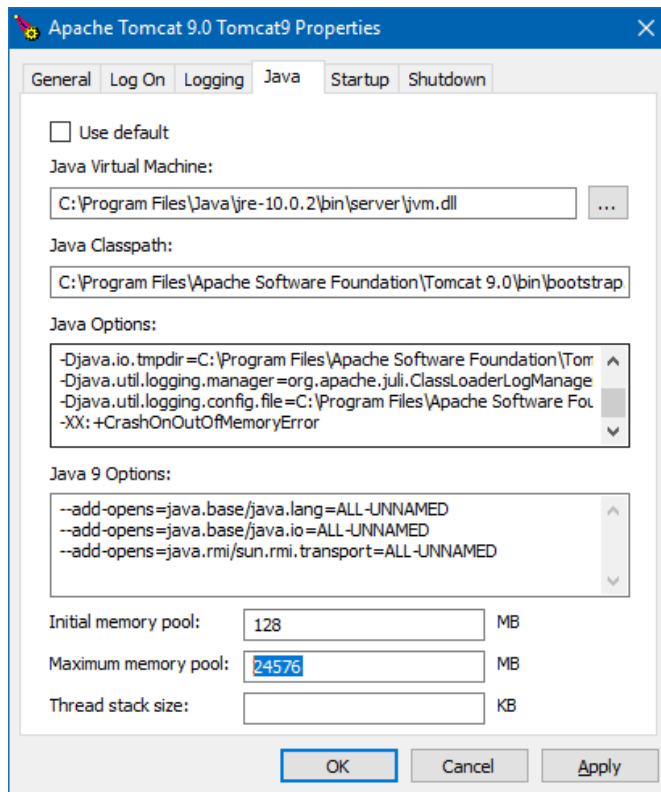 Apache Tomcat 9.0 Tomcat9 Properties
General Log On Logging Java Startup Shutdown
Use default
Java Virtual Machine:
C:\Program Files\Java\jre-10.0.2\bin\server\jvm.dll
...
Java Classpath:
C:\Program Files\Apache Software Foundation\Tomcat 9.0\bin\bootstrap.
Java Options:
-Djava.io.tmpdir=C:\Program Files\Apache Software Foundation\Tom
-Djava.util.logging.manager=org.apache.juli.ClassLoaderLogManage
-Djava.util.logging.config.file=C:\Program Files\Apache Software Fou
-XX:+CrashOnOutOfMemoryError
Java 9 Options:
--add-opens=java.base/java.lang=ALL-UNNAMED
--add-opens=java.base/java.io=ALL-UNNAMED
--add-opens=java.rmi/sun.rmi.transport=ALL-UNNAMED
Initial memory pool: 128 MB
Maximum memory pool: 24576 MB
Thread stack size: KB
OK Cancel Apply